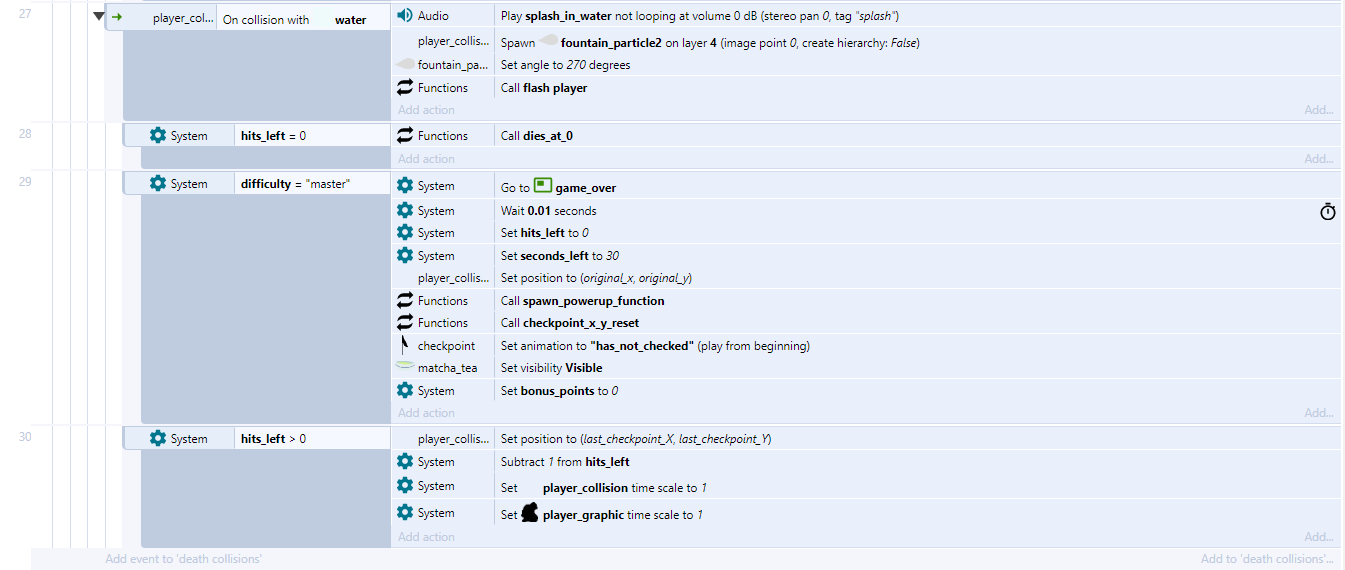 27 player_col... On collision with water Audio Play splash_in_water not looping at volume 0 dB (stereo pan 0, tag "splash")
player_collis... Spawn fountain_particle2 on layer 4 (image point 0, create hierarchy: False)
fountain_pa... Set angle to 270 degrees
Functions Call flash player
Add action Add...
28 System hits_left = 0 Functions Call dies_at_0
Add action Add...
29 System difficulty = "master" System Go to game_over
System Wait 0.01 seconds
System Set hits_left to 0
System Set seconds_left to 30
player_collis... Set position to (original_x, original_y)
Functions Call spawn_powerup_function
Functions Call checkpoint_x_y_reset
checkpoint Set animation to "has_not_checked" (play from beginning)
matcha_tea Set visibility Visible
System Set bonus_points to 0
Add action Add...
30 System hits_left > 0 player_collis... Set position to (last_checkpoint_X, last_checkpoint_Y)
System Subtract 1 from hits_left
System Set player_collision time scale to 1
System Set player_graphic time scale to 1
Add action Add...
Add event to 'death collisions' Add to 'death collisions'...